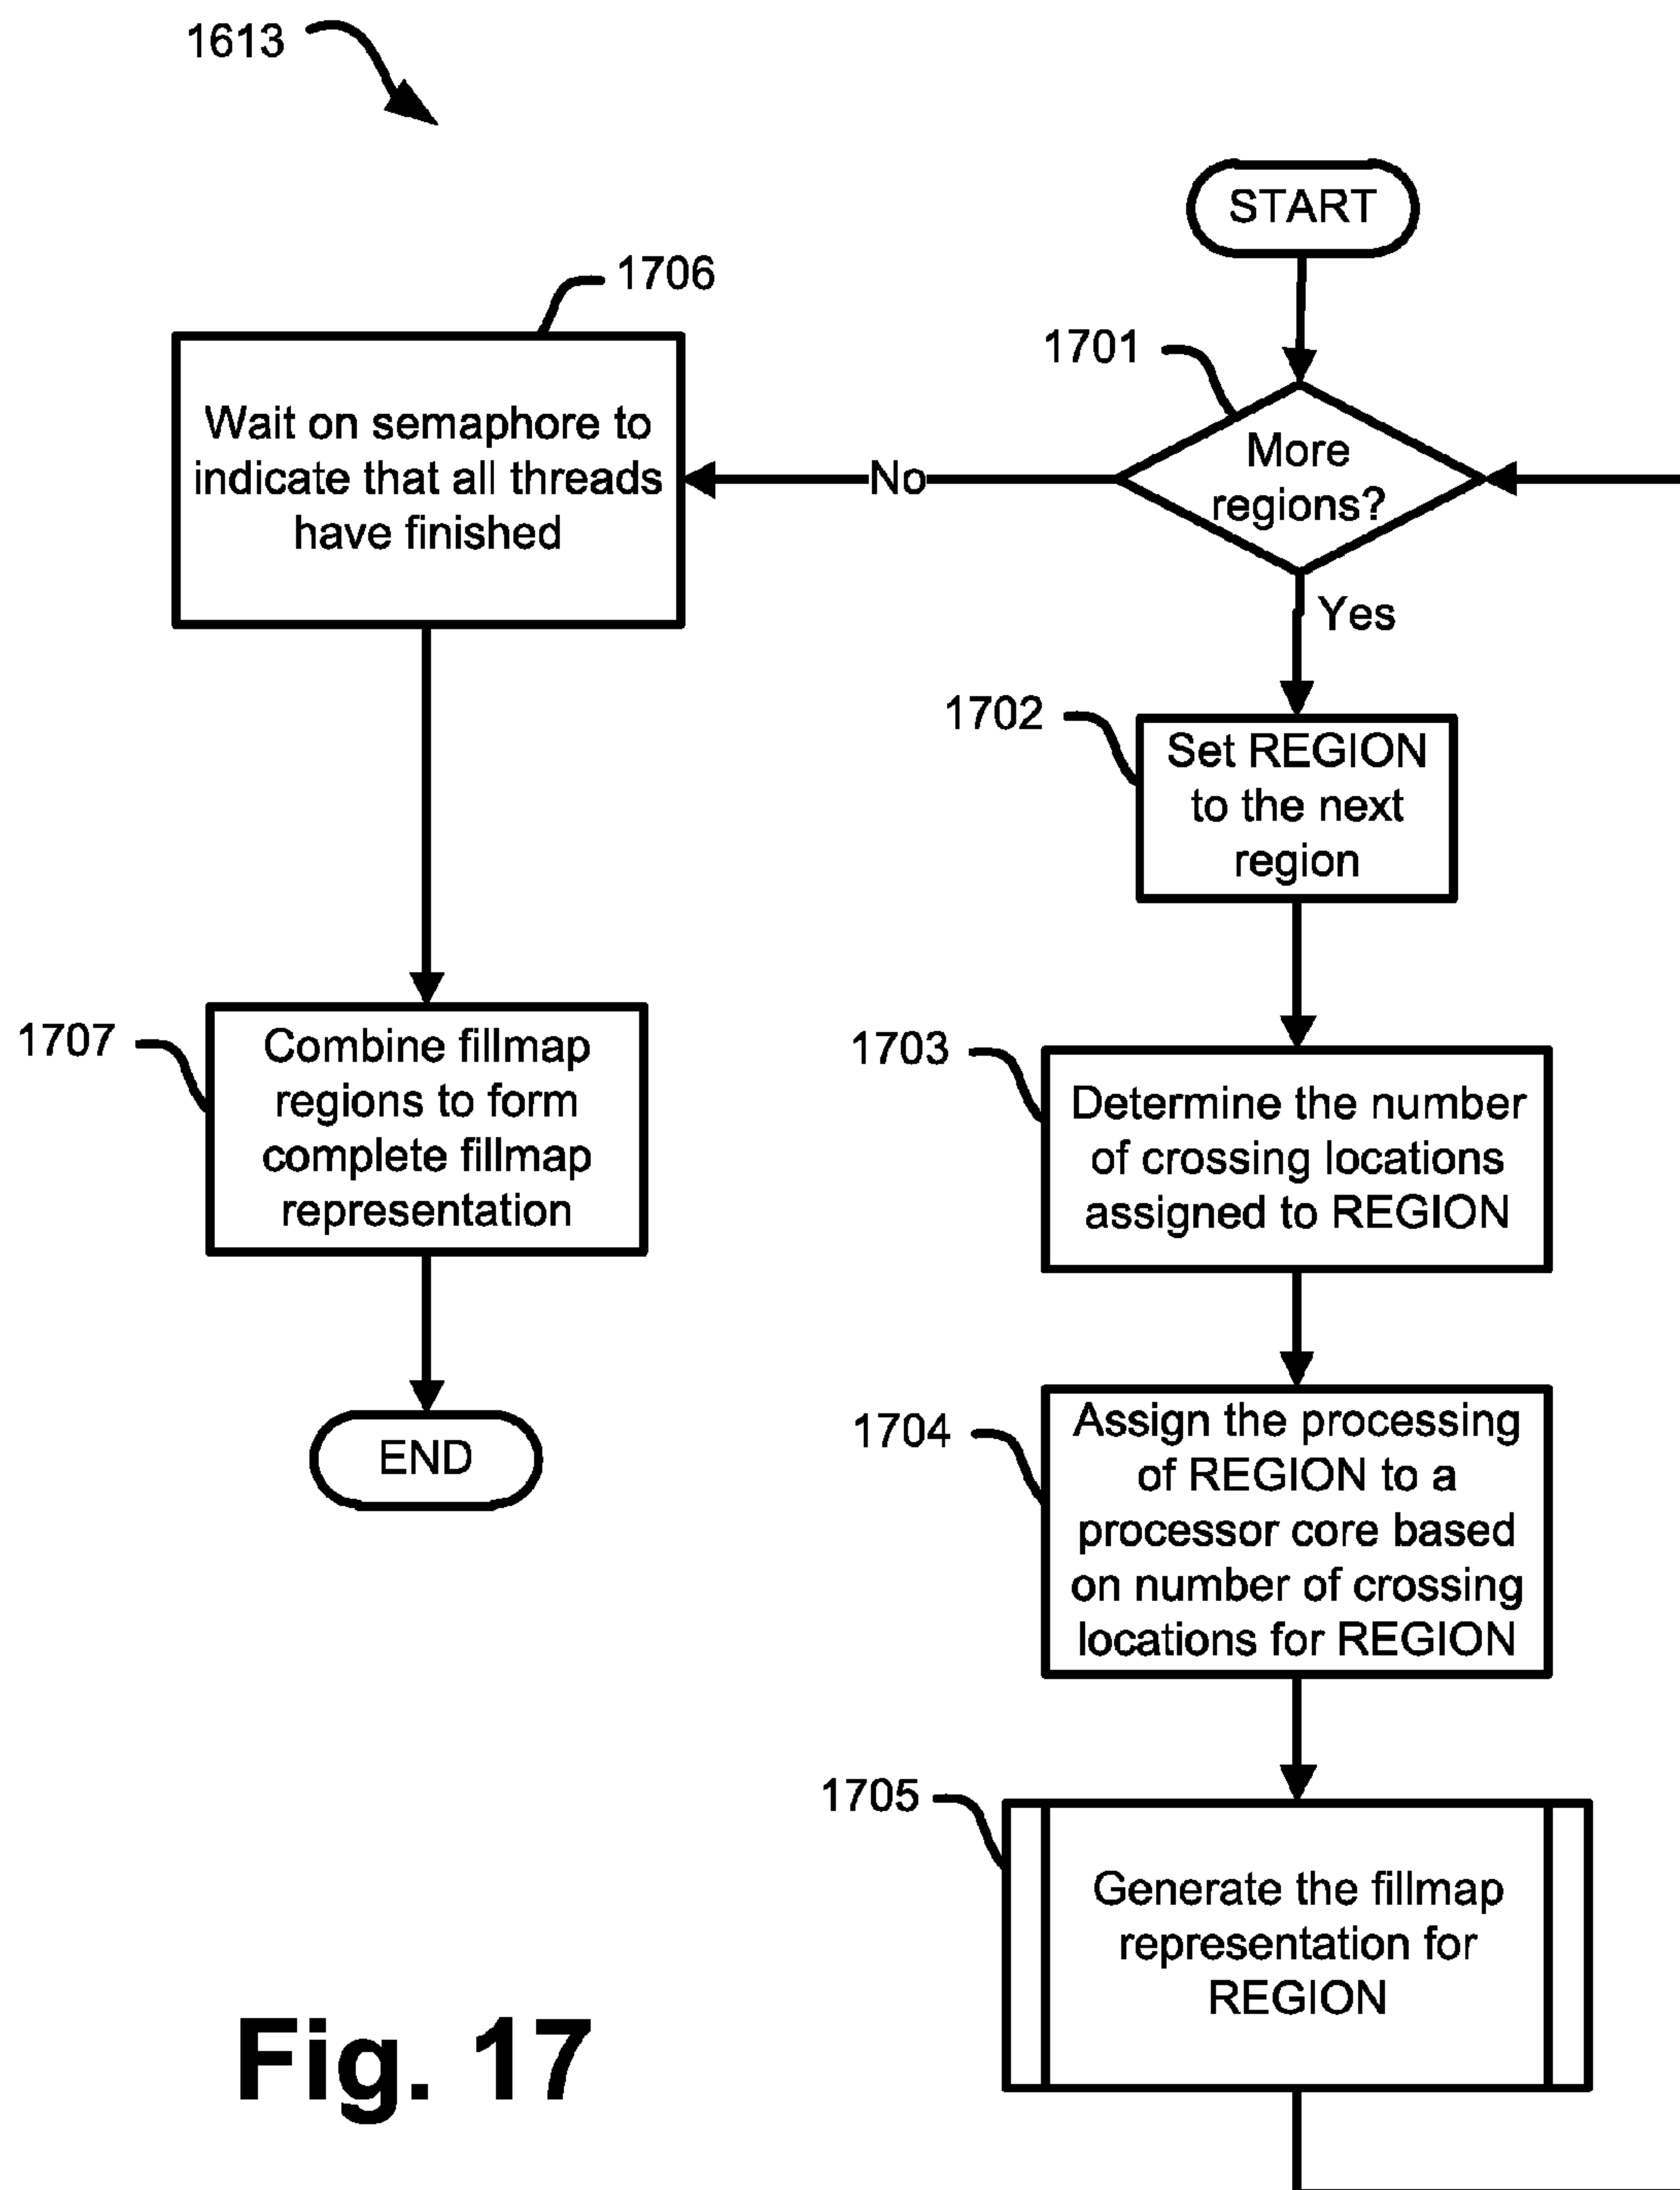 1613
START
1706
1701
Wait on semaphore to
indicate that all threads
have finished
No
More
regions?
Yes
1702
Set REGION
to the next
region
1707
Combine fillmap
regions to form
complete fillmap
representation
1703
Determine the number
of crossing locations
assigned to REGION
END
1704
Assign the processing
of REGION to a
processor core based
on number of crossing
locations for REGION
1705
Generate the fillmap
representation for
REGION
Fig. 17